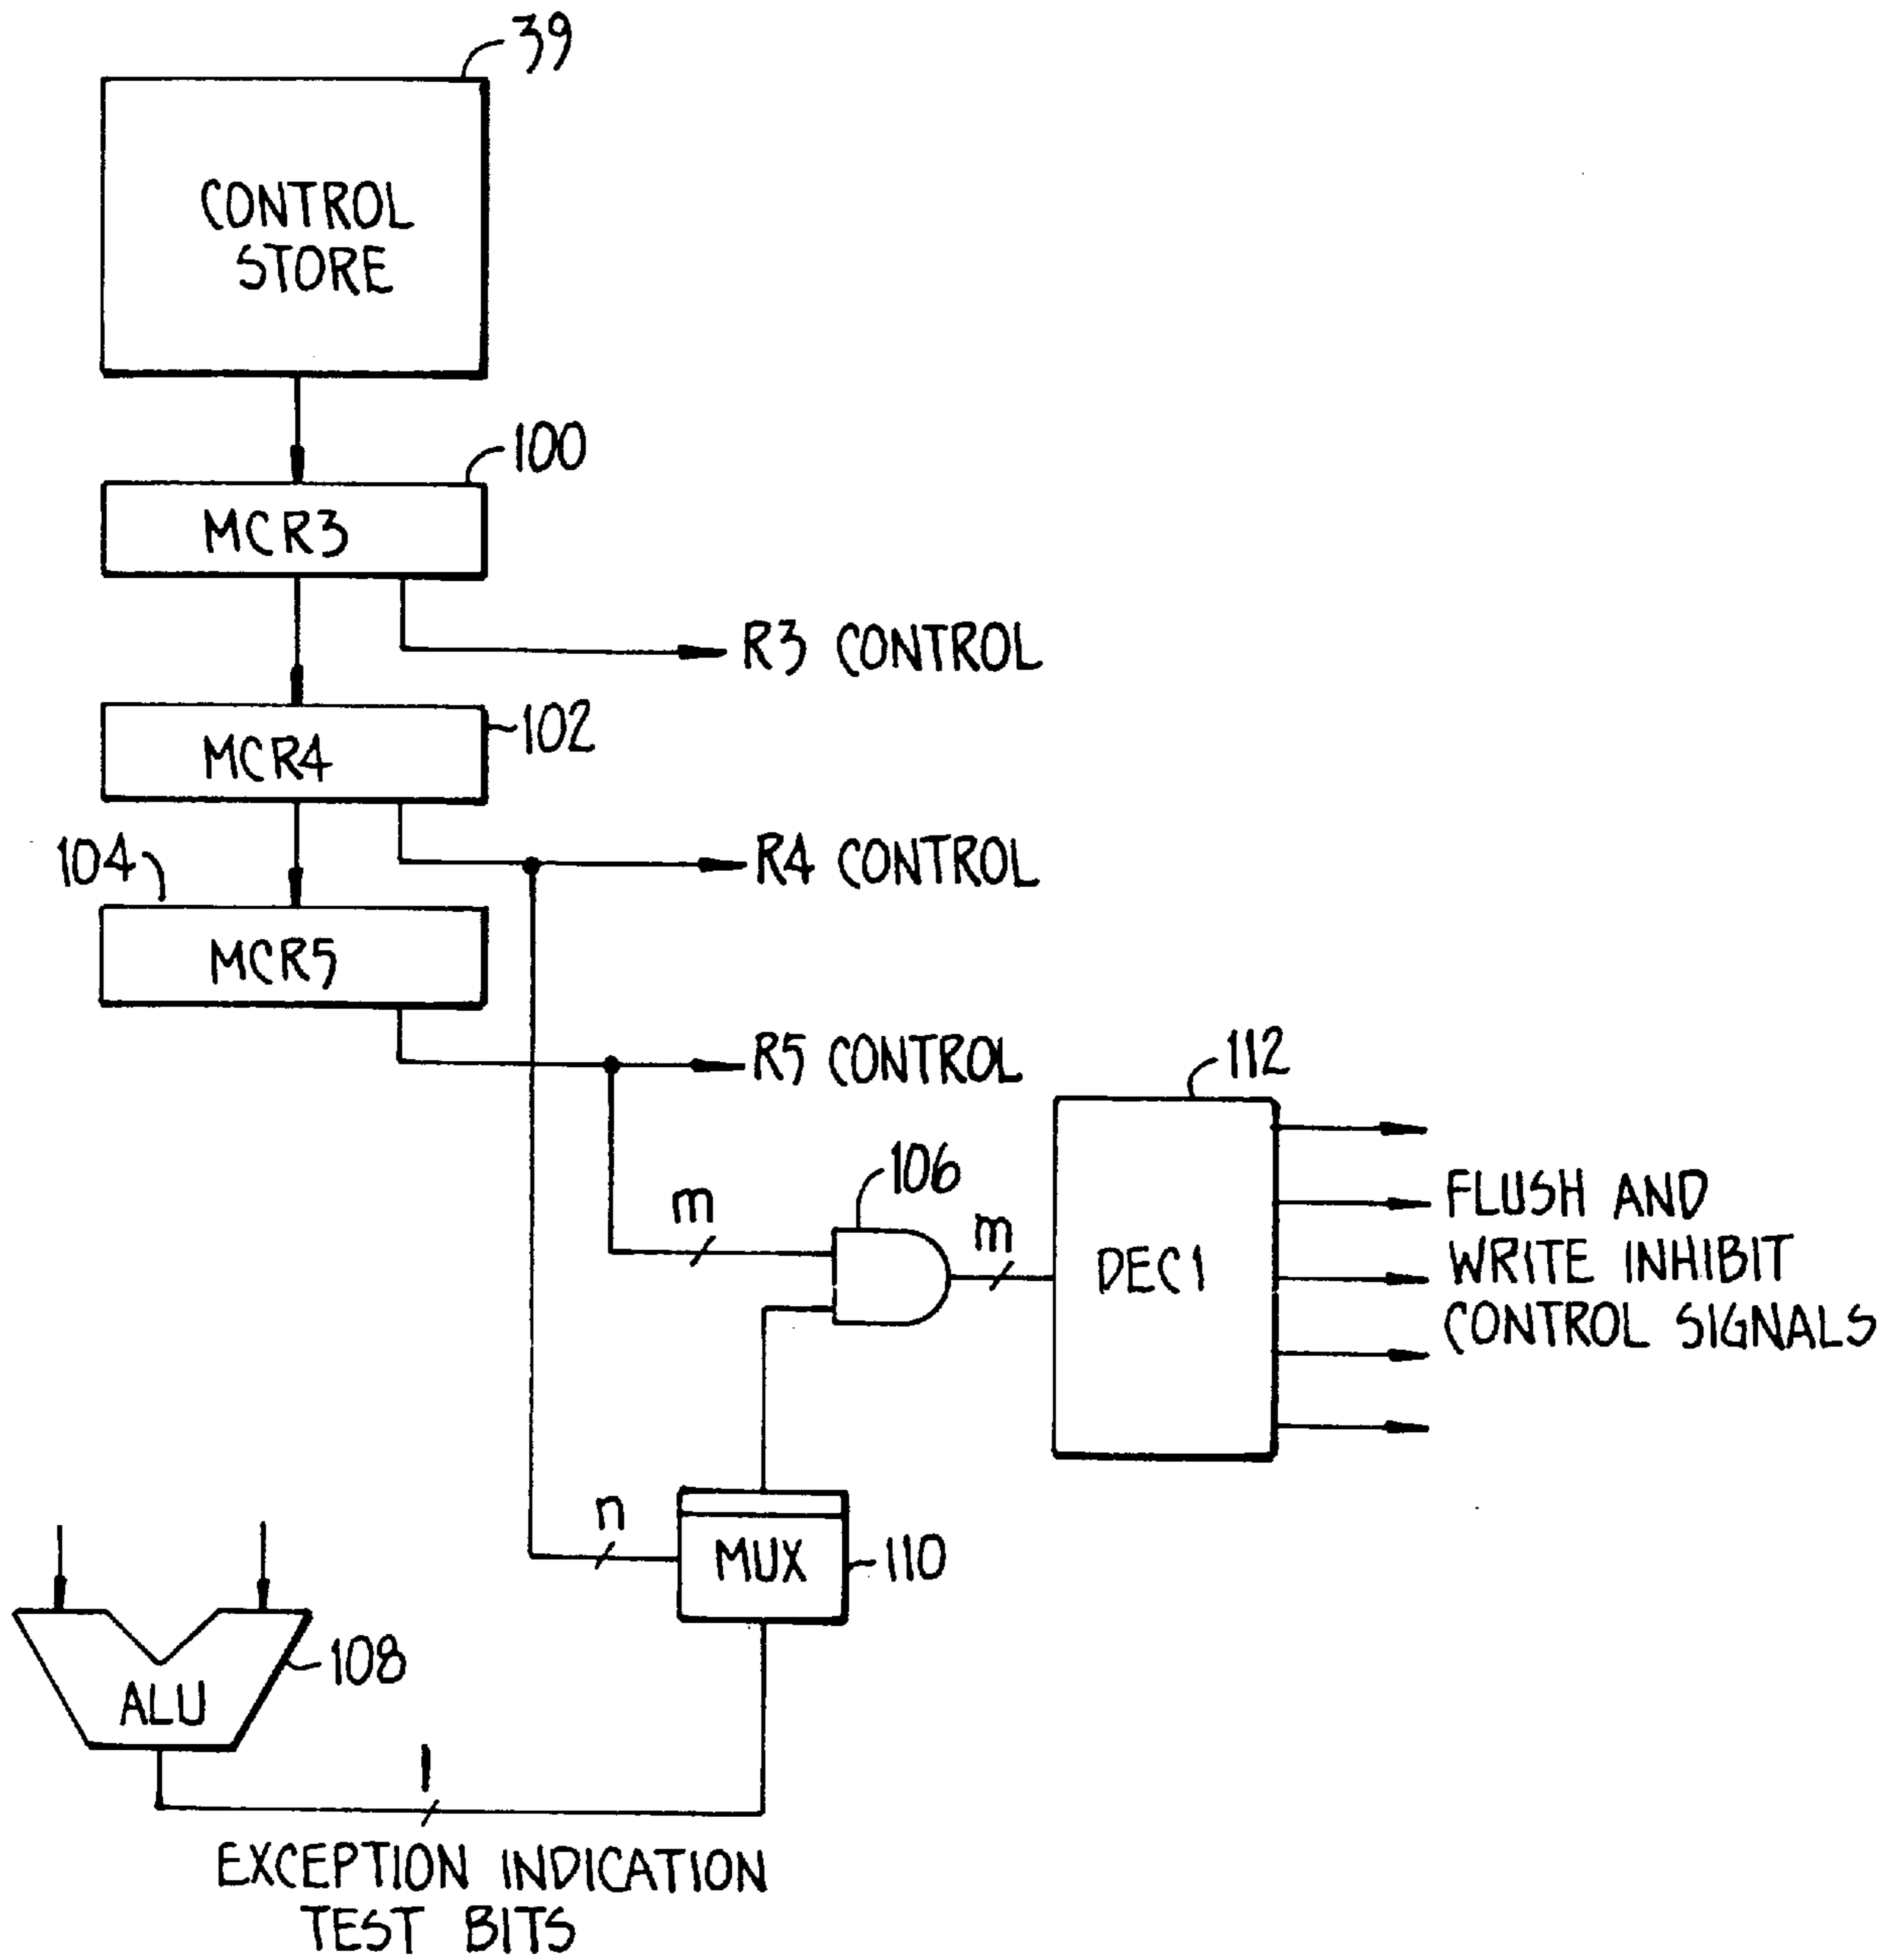 39
CONTROL
STORE
100
MCR3
R3 CONTROL
102
MCR4
104
R4 CONTROL
MCR5
R5 CONTROL
112
106
m
m
DEC1
FLUSH AND
WRITE INHIBIT
CONTROL SIGNALS
n
MUX
110
108
ALU
l
EXCEPTION INDICATION
TEST BITS